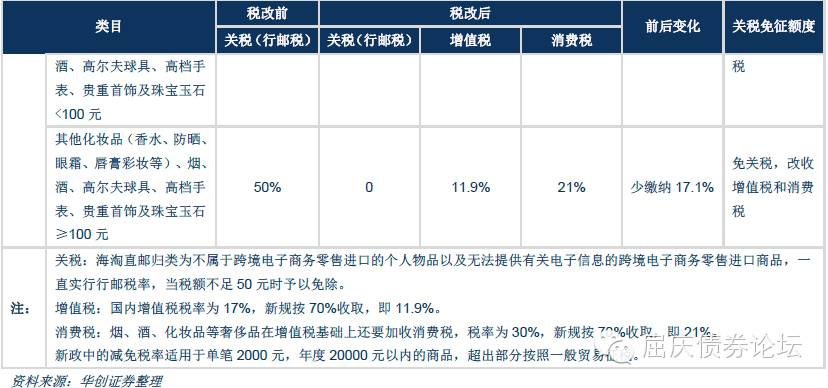 类目 税改前 税改后 前后变化 关税免征额度
关税（行邮税） 关税（行邮税） 增值税 消费税
酒、高尔夫球具、高档手
表、贵重首饰及珠宝玉石
<100 元
税
其他化妆品（香水、防晒、
眼霜、唇膏彩妆等）、烟、
酒、高尔夫球具、高档手
表、贵重首饰及珠宝玉石
≥100 元
50% 0 11.9% 21% 少缴纳 17.1%
免关税，改收
增值税和消费
税
注：
关税：海淘直邮归类为不属于跨境电子商务零售进口的个人物品以及无法提供有关电子信息的跨境电子商务零售进口商品，一
直实行行邮税率，当税额不足 50 元时予以免除。
增值税：国内增值税税率为 17%，新规按 70%收取，即 11.9%。
消费税：烟、酒、化妆品等奢侈品在增值税基础上还要加收消费税，税率为 30%，新规按 70%收取，即 21%。
新政中的减免税率适用于单笔 2000 元，年度 20000 元以内的商品，超出部分按照一般贸易
屈庆债券论坛
资料来源：华创证券整理